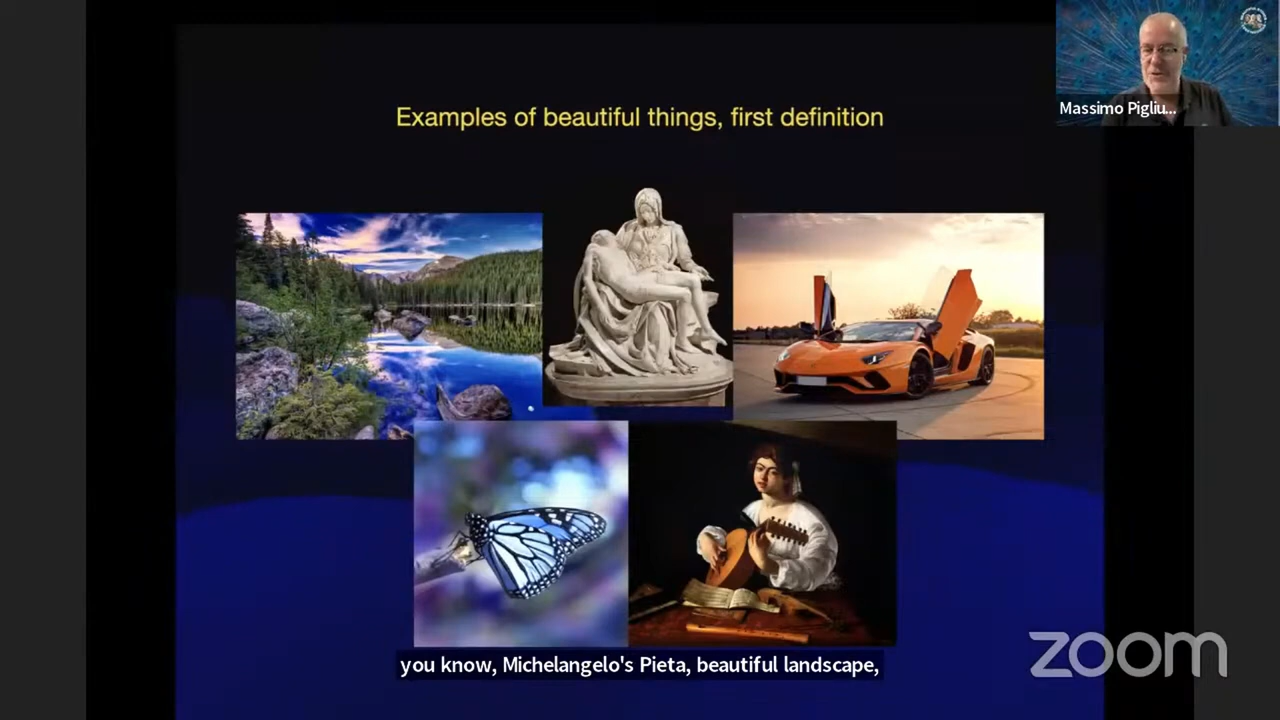 Examples of beautiful things, first definition
Massimo Pigliu...
you know, Michelangelo's Pieta, beautiful landscape,
zoom